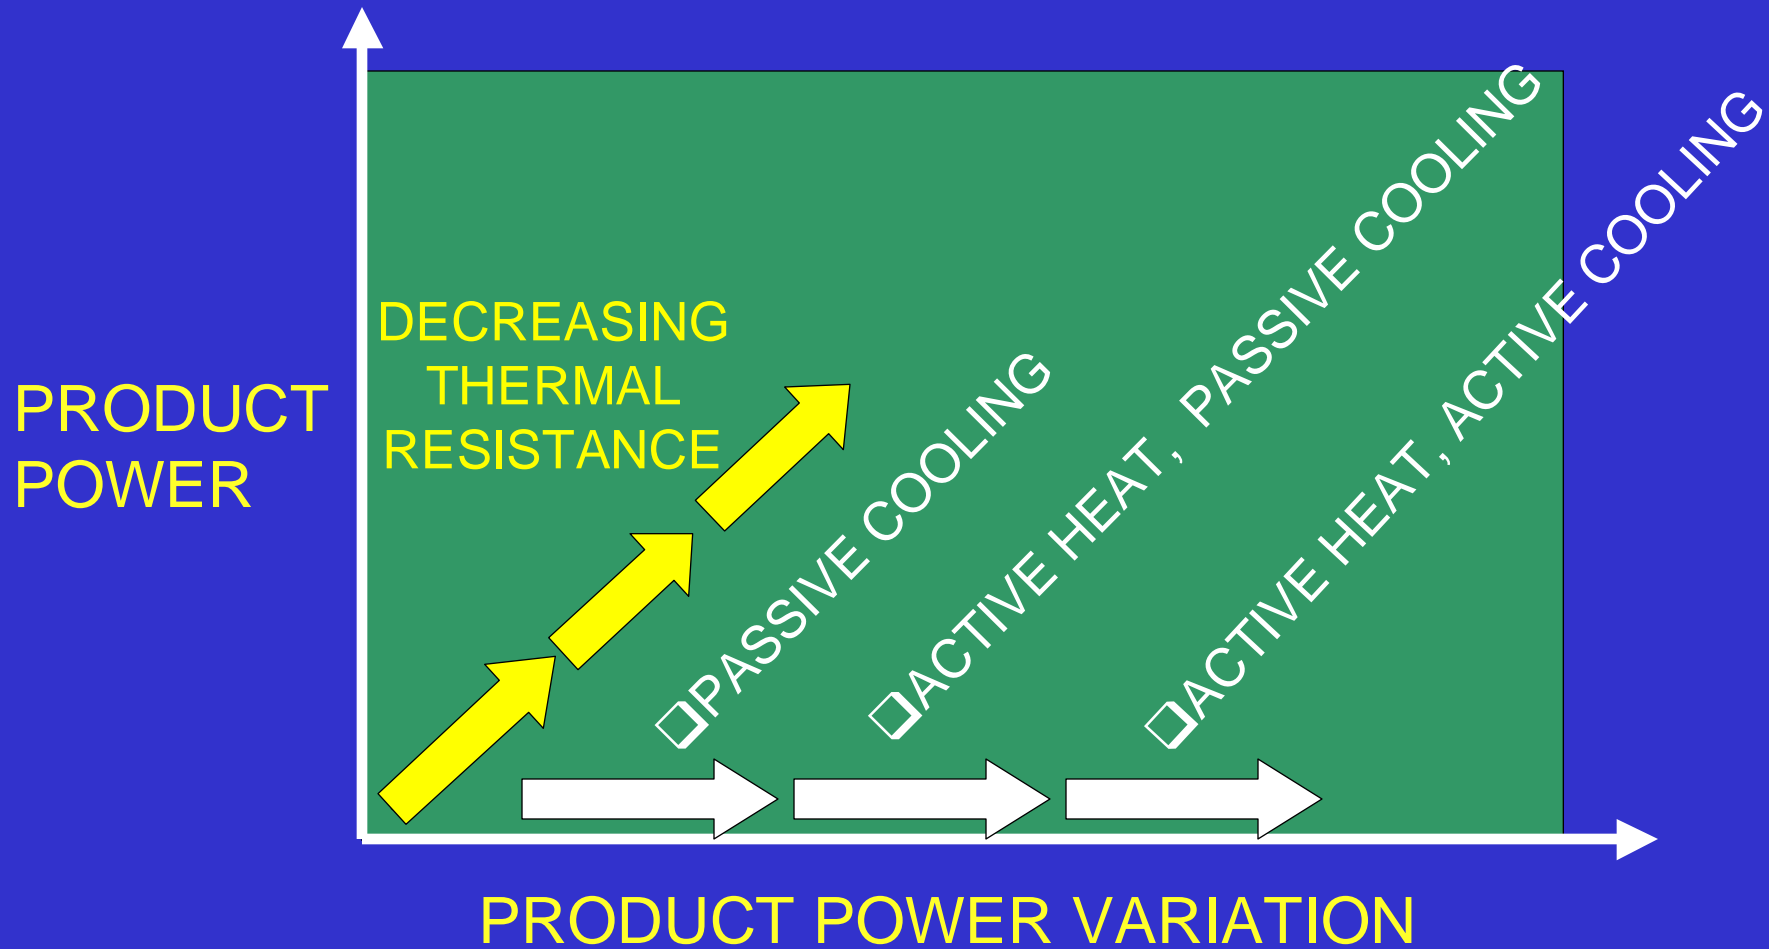 PRODUCT
POWER
DECREASING
THERMAL
RESISTANCE
❑PASSIVE COOLING
❑ACTIVE HEAT, PASSIVE COOLING
❑ACTIVE HEAT, ACTIVE COOLING
PRODUCT POWER VARIATION